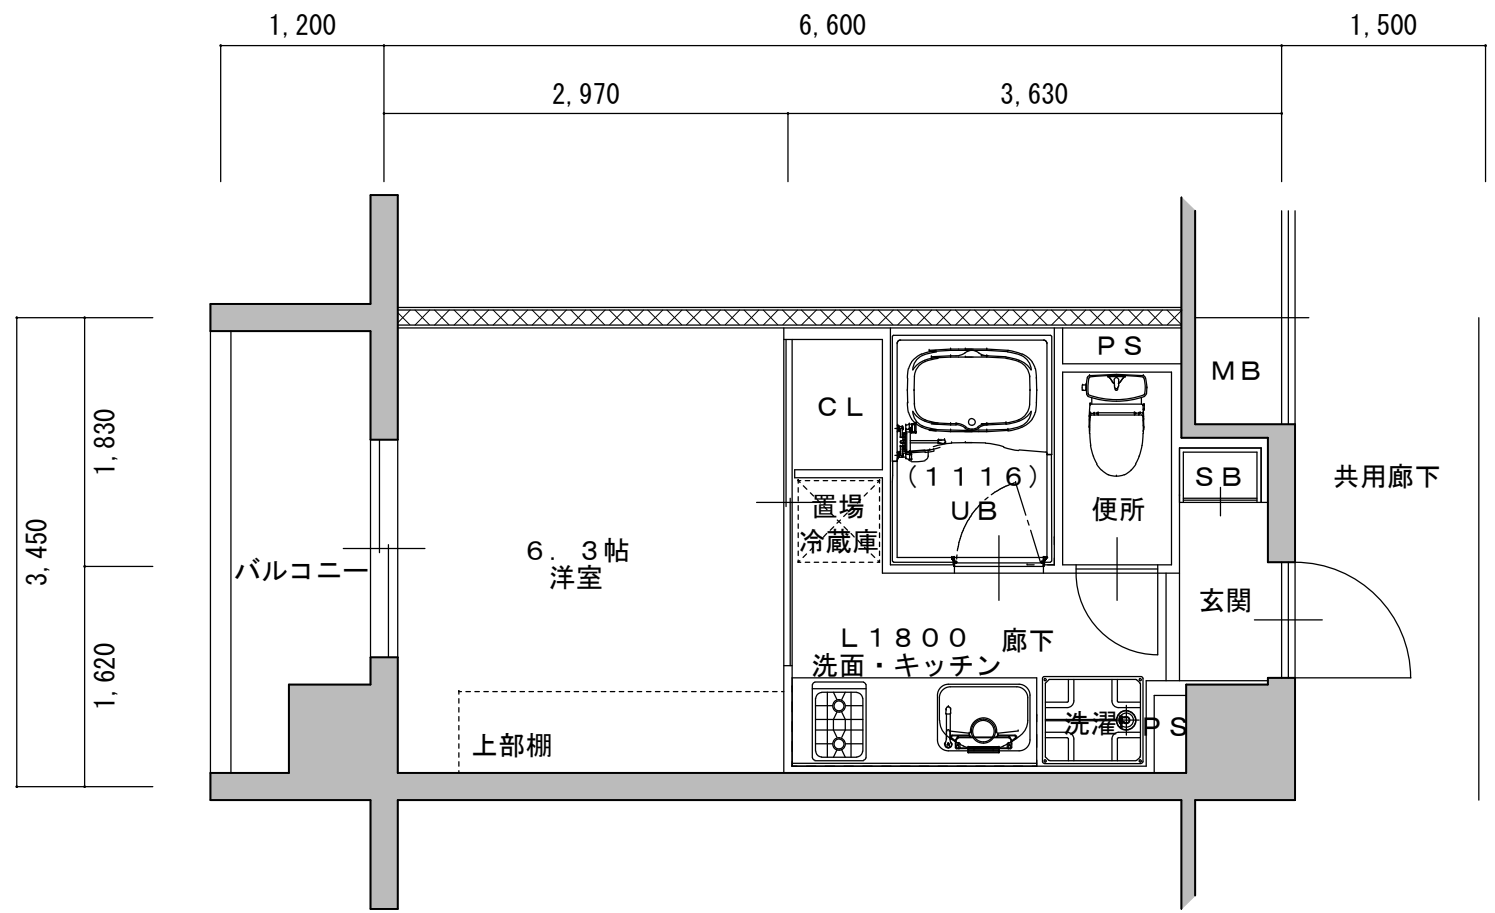 1,200
6,600
1,500
2,970
3,630
3,450
1,830
1,620
PS
MB
CL
(1116)
UB
SB
便所
共用廊下
置場
冷蔵庫
6.3帖
洋室
バルコニー
玄関
L1800
廊下
洗面・キッチン
洗濯
PS
上部棚